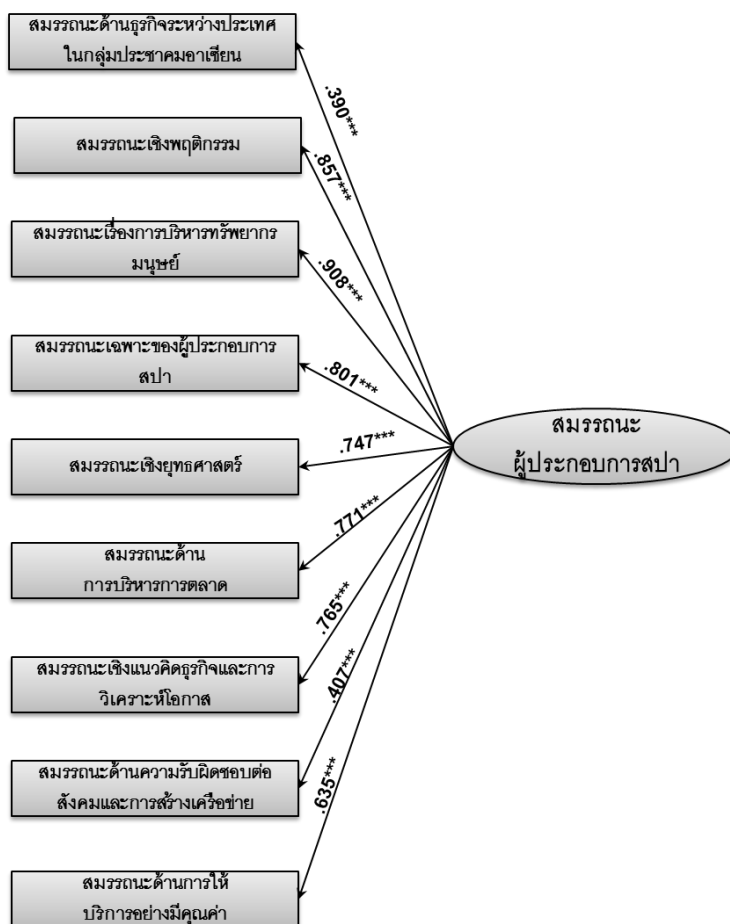 สมรรถนะด้านธุรกิจระหว่างประเทศ
ในกลุ่มประชาคมอาเซียน
.390***
สมรรถนะเชิงพฤติกรรม
.857***
สมรรถนะเรื่องการบริหารทรัพยากร
มนุษย์
.908***
สมรรถนะเฉพาะของผู้ประกอบการ
สปา
.801***
สมรรถนะเชิงยุทธศาสตร์
.747***
สมรรถนะ
ผู้ประกอบการสปา
สมรรถนะด้าน
การบริหารการตลาด
.771***
สมรรถนะเชิงแนวคิดธุรกิจและการ
วิเคราะห์โอกาส
.765***
สมรรถนะด้านความรับผิดชอบต่อ
สังคมและการสร้างเครือข่าย
.407***
สมรรถนะด้านการให้
บริการอย่างมีคุณค่า
.635***